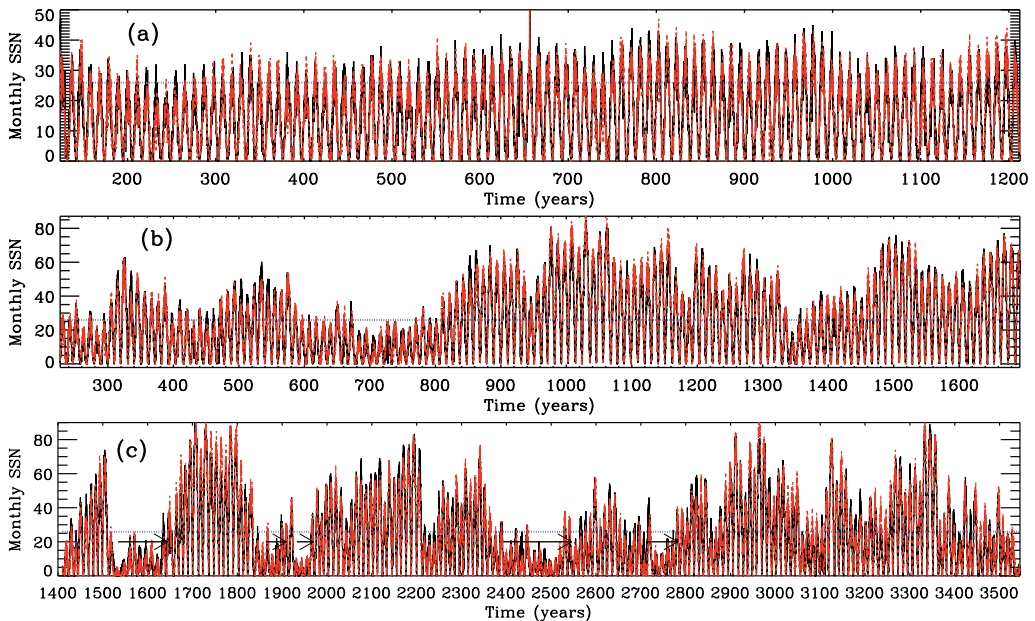 50
(a)
40
30
20
10
0
Monthly SSN
200 300 400 500 600 700 800 900 1000 1100 1200
Time (years)
80
(b)
60
40
20
0
Monthly SSN
300 400 500 600 700 800 900 1000 1100 1200 1300 1400 1500 1600
Time (years)
80
(c)
60
40
20
0
Monthly SSN
1400 1500 1600 1700 1800 1900 2000 2100 2200 2300 2400 2500 2600 2700 2800 2900 3000 3100 3200 3300 3400 3500
Time (years)